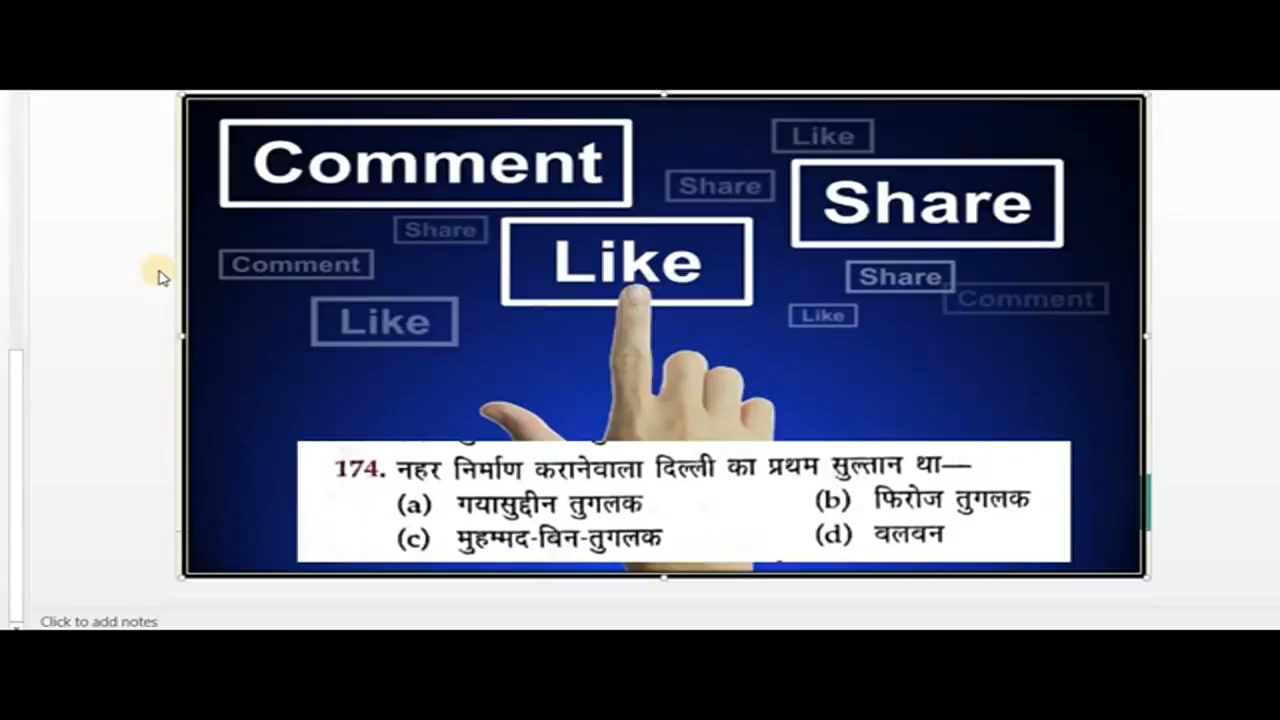 Comment
Like
Share
Share
Share
Like
Comment
Share
Comment
Like
Like
174. नहर निर्माण करानेवाला दिल्ली का प्रथम सुल्तान था—
(a) गयासुद्दीन तुगलक (b) फिरोज तुगलक
(c) मुहम्मद-बिन-तुगलक (d) बलबन
Click to add notes